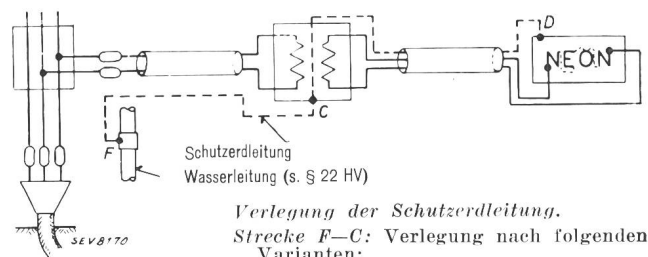 D
NEON
C
F
Schutzerdleitung
Wasserleitung (s. § 22 HV)
SEV8170
Verlegung der Schutzerdleitung.
Strecke F—C: Verlegung nach folgenden
Varianten: